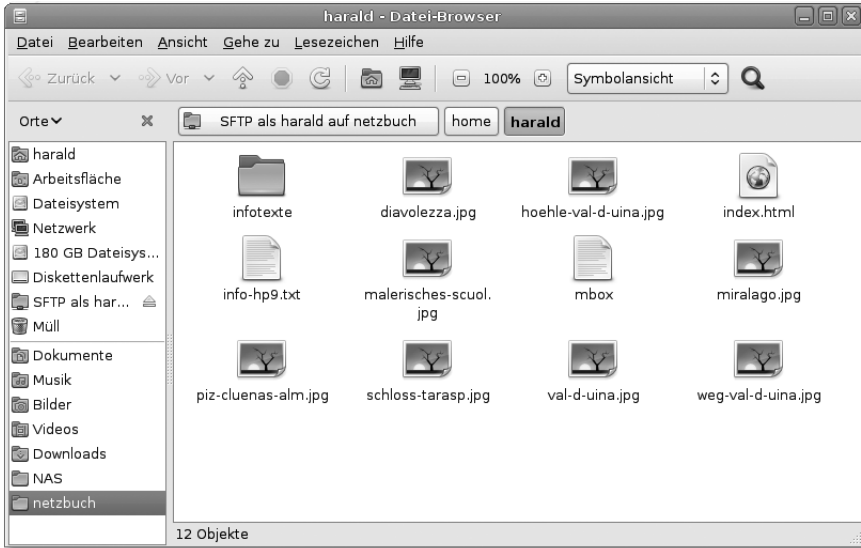 harald - Datei-Browser
Datei Bearbeiten Ansicht Gehe zu Lesezeichen Hilfe
Zurück Vor 100% Symbolansicht
Orte SFTP als harald auf netzbuch home harald
harald
Arbeitsfläche
Dateisystem
Netzwerk
180 GB Dateisys...
Diskettenlaufwerk
SFTP als har...
Müll
Dokumente
Musik
Bilder
Videos
Downloads
NAS
netzbuch
infotexte diavolezza.jpg hoehle-val-d-uina.jpg index.html
info-hp9.txt malerisches-scuol. mbox miralago.jpg
jpg
piz-cluenas-alm.jpg schloss-tarasp.jpg val-d-uina.jpg weg-val-d-uina.jpg
12 Objekte